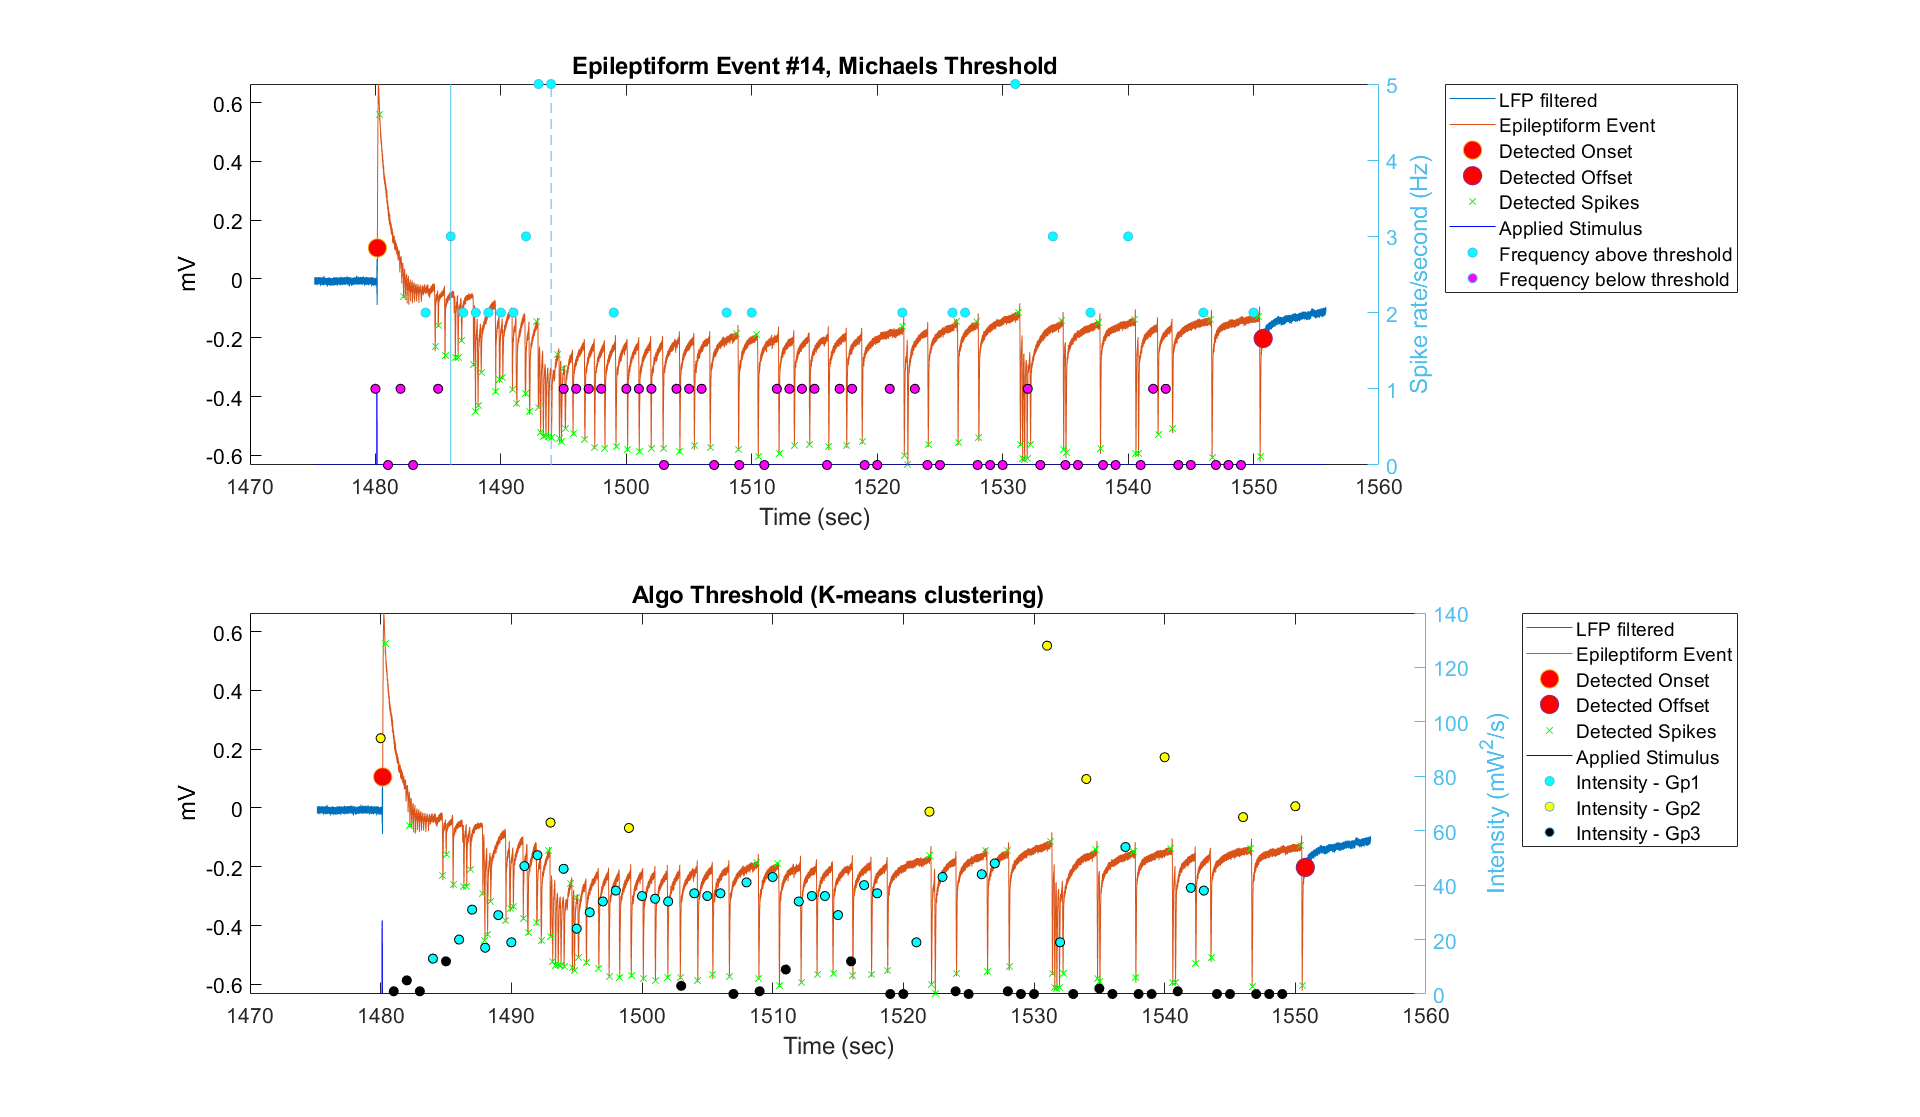 Epileptiform Event #14, Michaels Threshold
0.6
0.4
0.2
0
-0.2
-0.4
-0.6
mV
1470
1480
1490
1500
1510
1520
1530
1540
1550
1560
Time (sec)
5
4
3
2
1
0
Spike rate/second (Hz)
LFP filtered
Epileptiform Event
Detected Onset
Detected Offset
Detected Spikes
Applied Stimulus
Frequency above threshold
Frequency below threshold
Algo Threshold (K-means clustering)
0.6
0.4
0.2
0
-0.2
-0.4
-0.6
mV
1470
1480
1490
1500
1510
1520
1530
1540
1550
1560
Time (sec)
140
120
100
80
60
40
20
0
Intensity (mW²/s)
LFP filtered
Epileptiform Event
Detected Onset
Detected Offset
Detected Spikes
Applied Stimulus
Intensity - Gp1
Intensity - Gp2
Intensity - Gp3